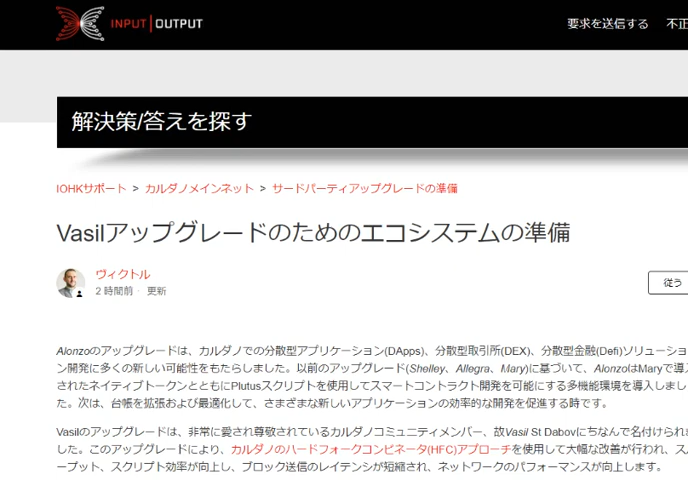 INPUT | OUTPUT
要求を送信する 不正
解決策/答えを探す
IOHKサポート > カルダノメインネット > サードパーティアップグレードの準備
Vasilアップグレードのためのエコシステムの準備
ヴィクトル
2 時間前 · 更新
従う
Alonzoのアップグレードは、カルダノでの分散型アプリケーション(DApps)、分散型取引所(DEX)、分散型金融(Defi)ソリューショ
ン開発に多くの新しい可能性をもたらしました。以前のアップグレード(Shelley、Allegra、Mary)に基づいて、AlonzoはMaryで導入
されたネイティブトークンとともにPlutusスクリプトを使用してスマートコントラクト開発を可能にする多機能環境を導入しまし
た。次は、台帳を拡張および最適化して、さまざまな新しいアプリケーションの効率的な開発を促進する時です。
Vasilのアップグレードは、非常に愛され尊敬されているカルダノコミュニティメンバー、故Vasil St Dabovにちなんで名付けられま
した。このアップグレードにより、カルダノのハードフォークコンビネータ(HFC)アプローチを使用して大幅な改善が行われ、ス
ープット、スクリプト効率が向上し、ブロック送信のレイテンシが短縮され、ネットワークのパフォーマンスが向上します。